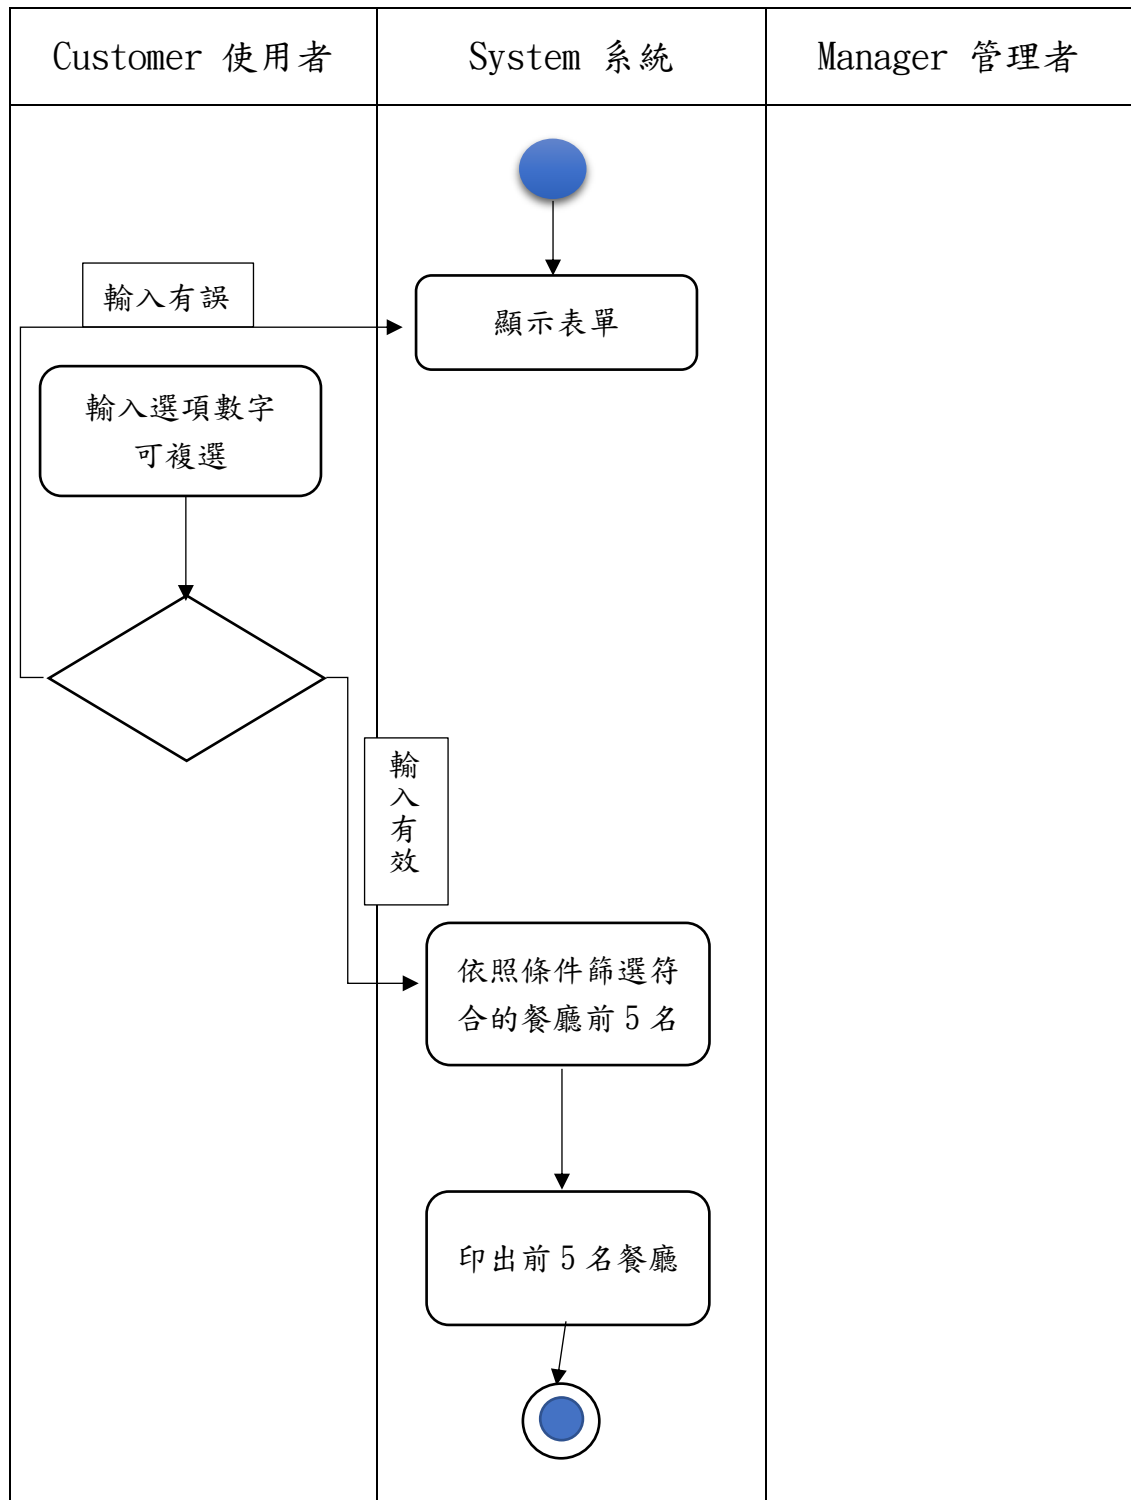 Customer 使用者
System 系統
Manager 管理者
輸入有誤
顯示表單
輸入選項數字
可複選
輸入有效
依照條件篩選符
合的餐廳前5名
印出前5名餐廳